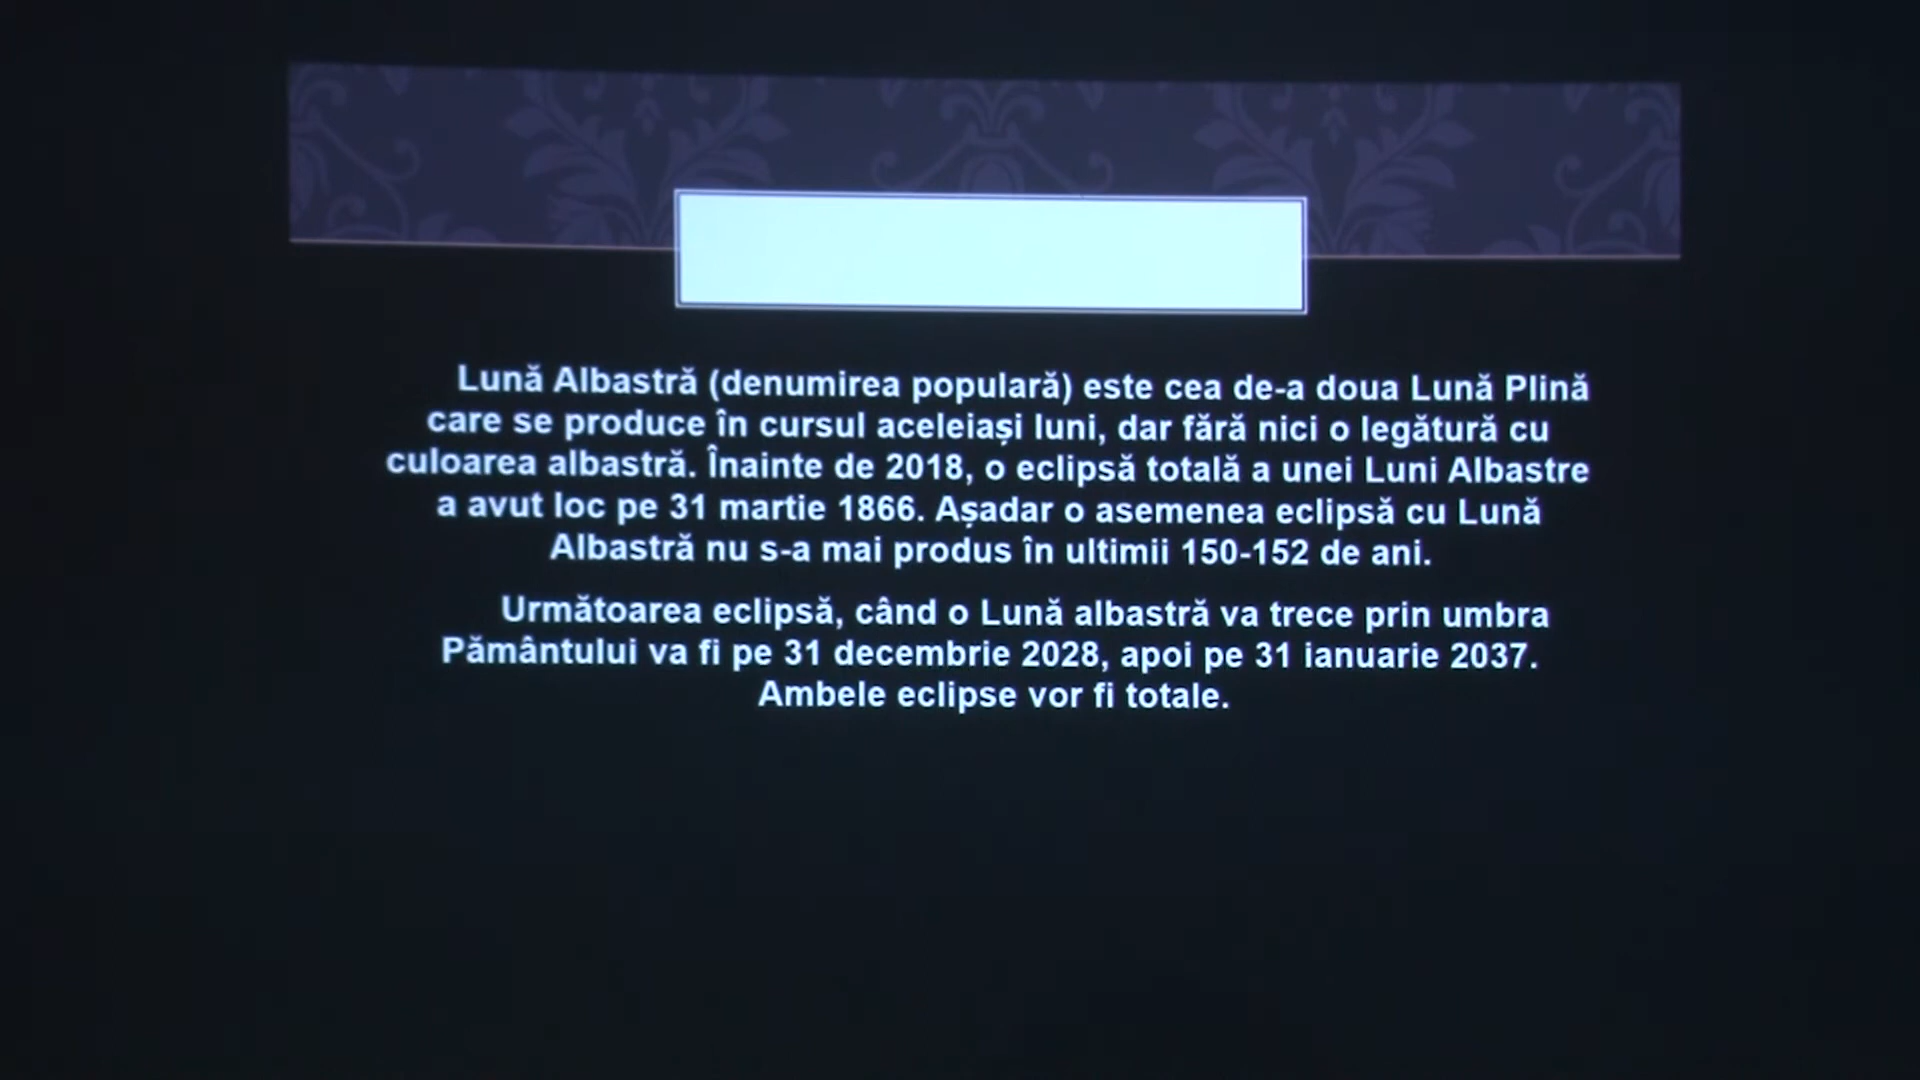 Lună Albastră (denumirea populară) este cea de-a doua Lună Plină
care se produce în cursul aceleiași luni, dar fără nici o legătură cu
culoarea albastră. Înainte de 2018, o eclipsă totală a unei Luni Albastre
a avut loc pe 31 martie 1866. Așadar o asemenea eclipsă cu Lună
Albastră nu s-a mai produs în ultimii 150-152 de ani.
Următoarea eclipsă, când o Lună albastră va trece prin umbra
Pământului va fi pe 31 decembrie 2028, apoi pe 31 ianuarie 2037.
Ambele eclipse vor fi totale.